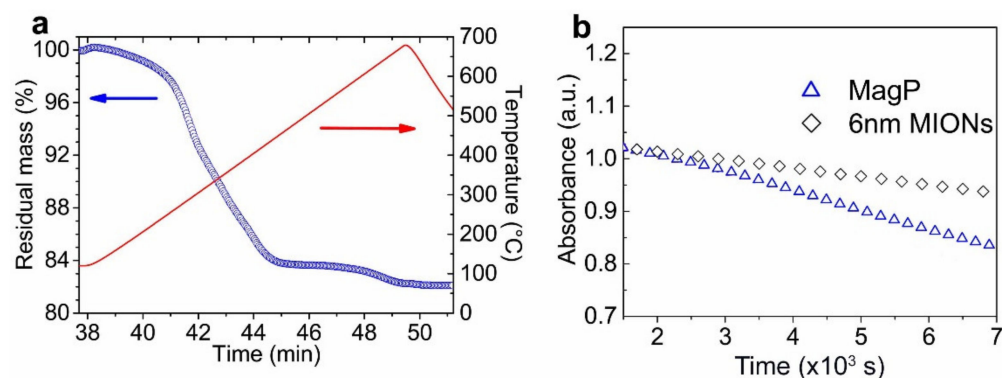 a
100
96
92
88
84
80
Residual mass (%)
38 40 42 44 46 48 50
Time (min)
700
600
500
400
300
200
100
0
Temperature (°C)
b
1.2
1.1
1.0
0.9
0.8
0.7
Absorbance (a.u.)
MagP
6nm MIONs
2 3 4 5 6 7
Time (x10³ s)